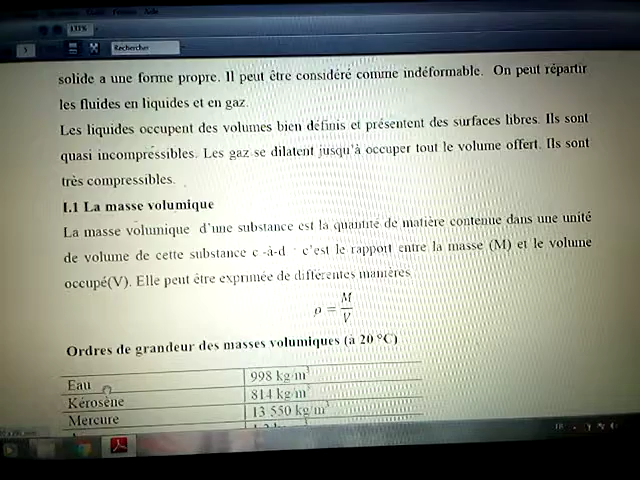 133%
Rechercher
solide a une forme propre. Il peut être considéré comme indéformable. On peut répartir
les fluides en liquides et en gaz.
Les liquides occupent des volumes bien définis et présentent des surfaces libres. Ils sont
quasi incompressibles. Les gaz se dilatent jusqu'à occuper tout le volume offert. Ils sont
très compressibles.
I.1 La masse volumique
La masse volumique d'une substance est la quantité de matière contenue dans une unité
de volume de cette substance c -à-d c'est le rapport entre la masse (M) et le volume
occupé(V). Elle peut être exprimée de différentes manières
ρ = M/V
Ordres de grandeur des masses volumiques (à 20 °C)
Eau 998 kg/m³
Kérosène 814 kg/m³
Mercure 13 550 kg/m³
FR